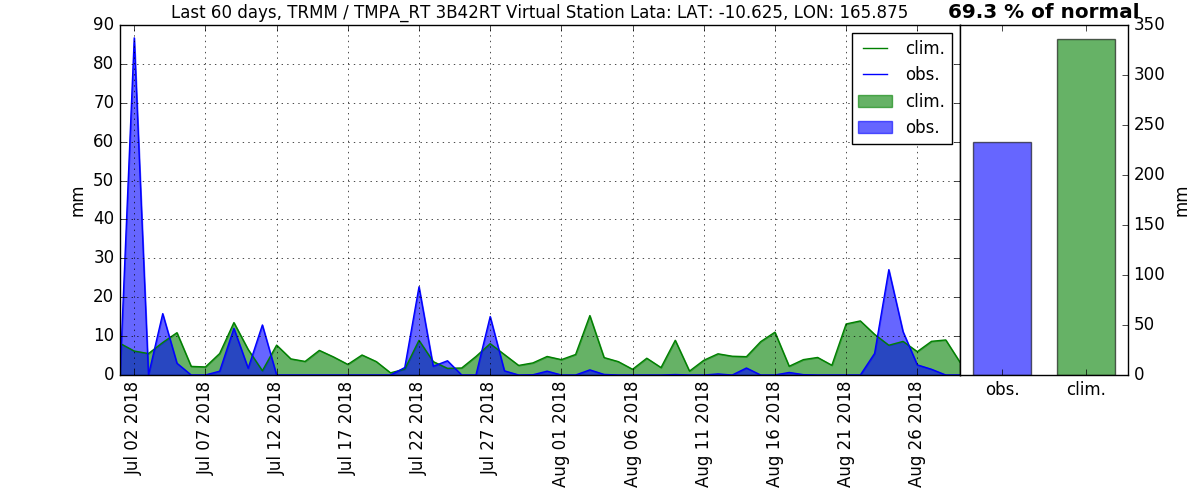 Last 60 days, TRMM / TMPA_RT 3B42RT Virtual Station Lata: LAT: -10.625, LON: 165.875
69.3 % of normal
90
80
70
60
50
40
30
20
10
0
mm
clim.
obs.
clim.
obs.
350
300
250
200
150
100
50
0
mm
obs.
clim.
Jul 02 2018
Jul 07 2018
Jul 12 2018
Jul 17 2018
Jul 22 2018
Jul 27 2018
Aug 01 2018
Aug 06 2018
Aug 11 2018
Aug 16 2018
Aug 21 2018
Aug 26 2018